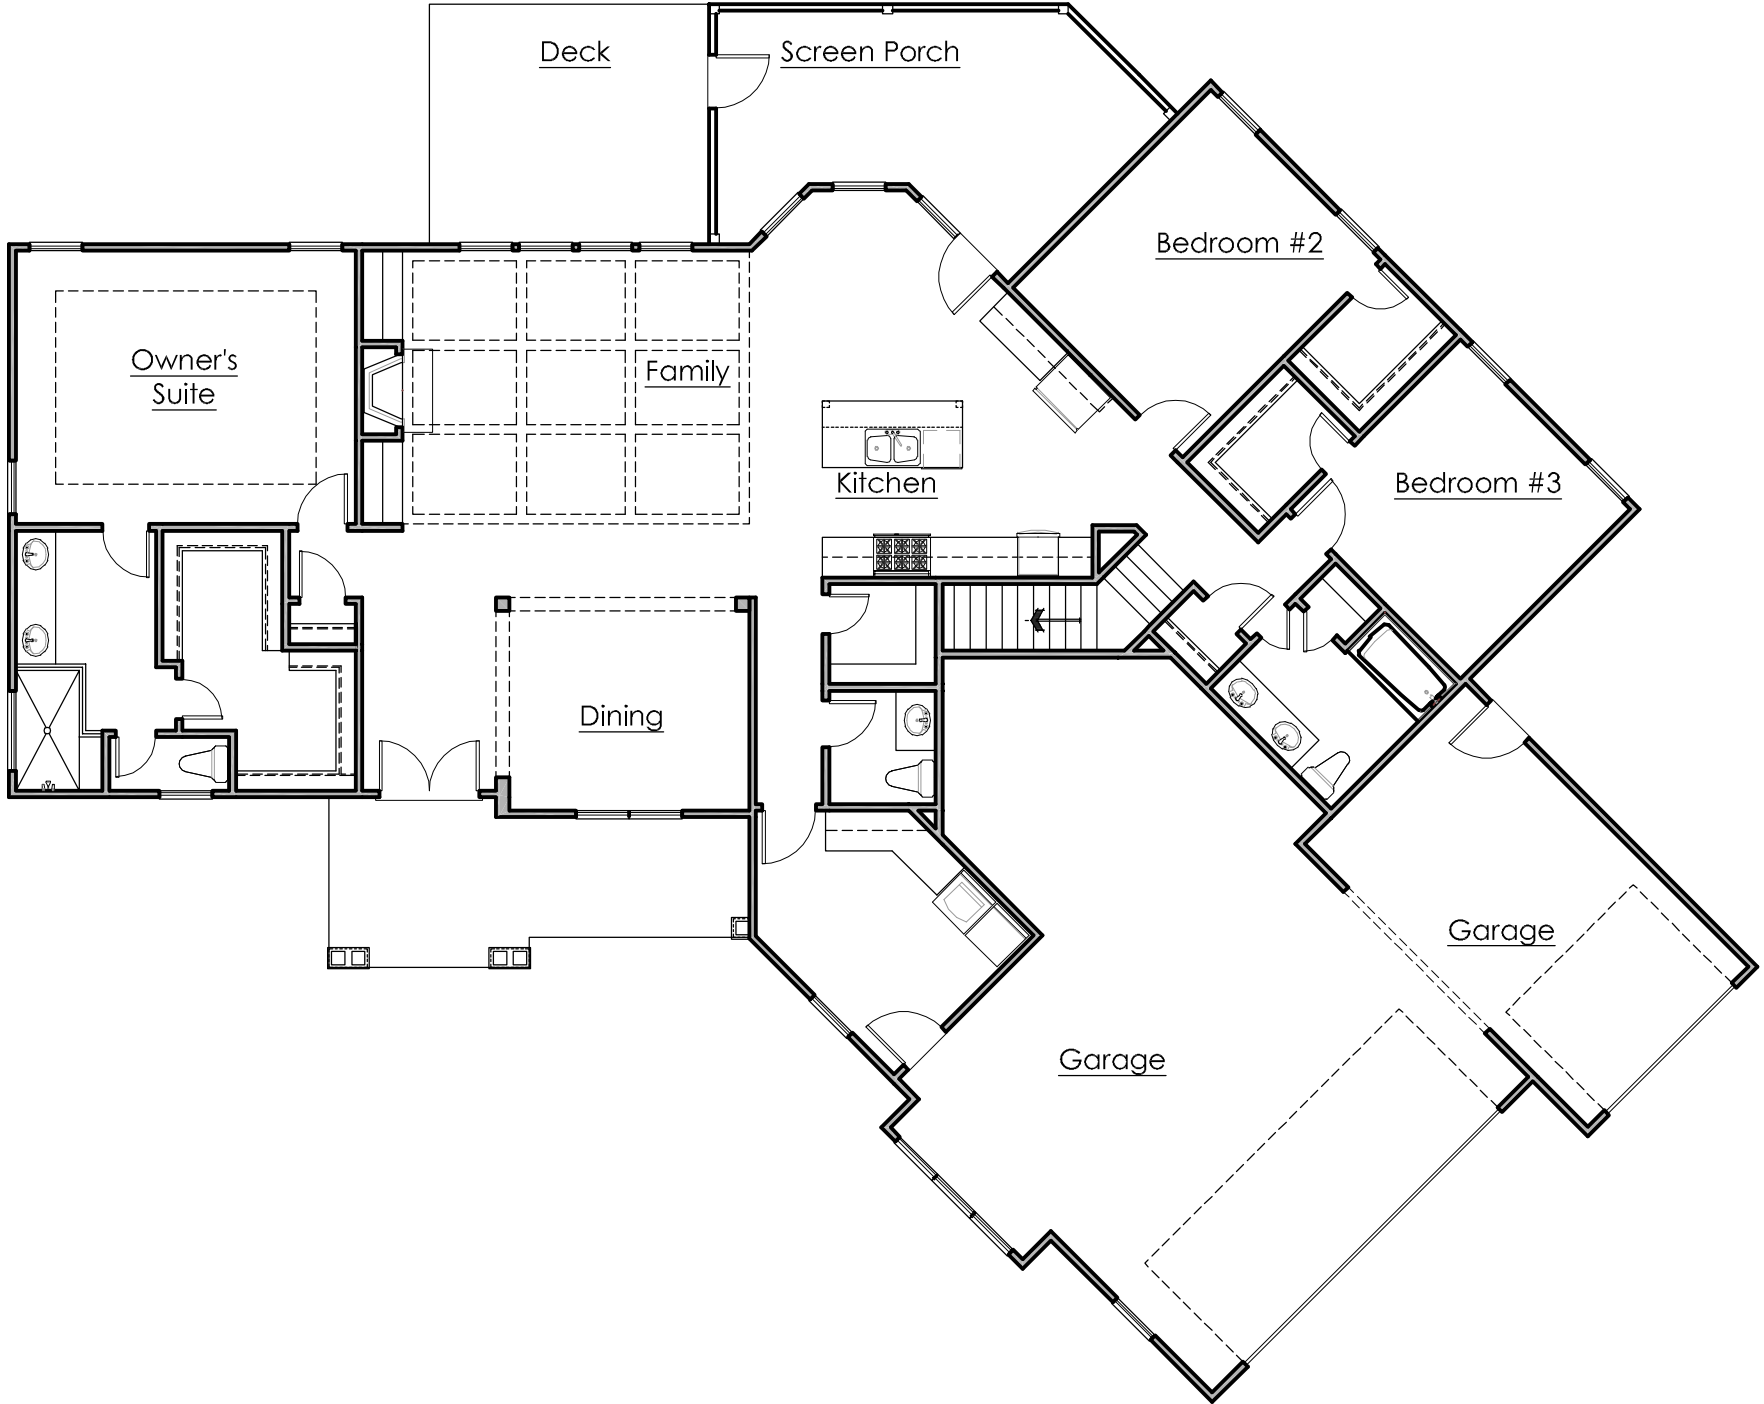 Deck
Screen Porch
Bedroom #2
Owner's
Suite
Family
Kitchen
Bedroom #3
Dining
Garage
Garage